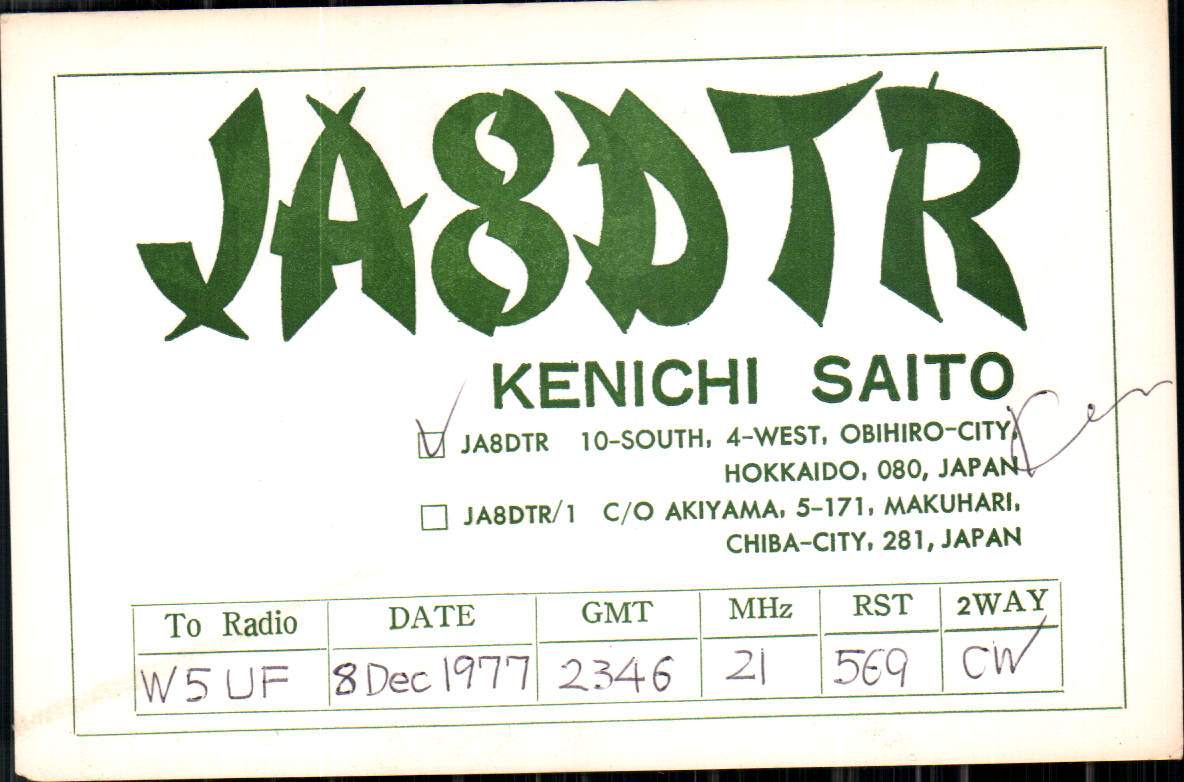 JA8DTR
KENICHI SAITO
JA8DTR 10-SOUTH, 4-WEST, OBIHIRO-CITY,
HOKKAIDO, 080, JAPAN
Ken
JA8DTR/1 C/O AKIYAMA, 5-171, MAKUHARI,
CHIBA-CITY, 281, JAPAN
To Radio DATE GMT MHz RST 2WAY
W5UF 8 Dec 1977 2346 21 569 CW